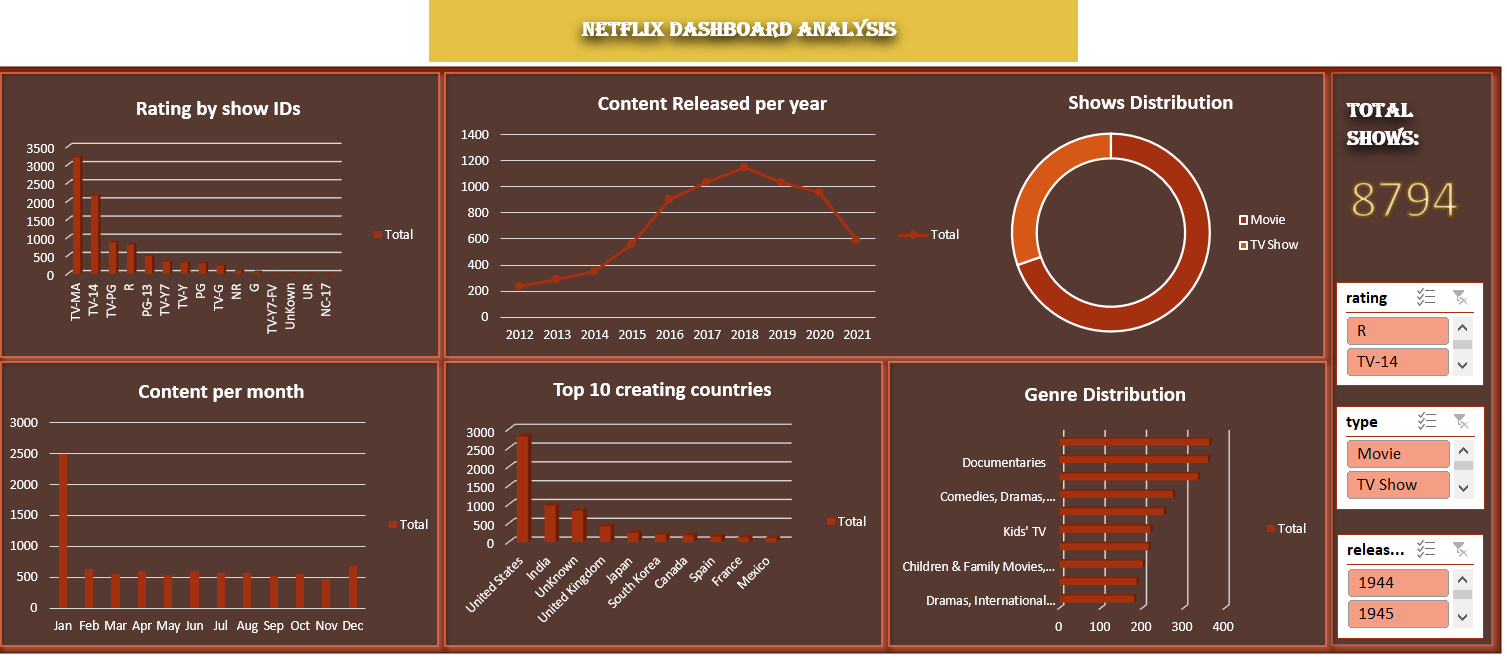 NETFLIX DASHBOARD ANALYSIS
Rating by show IDs
3500
3000
2500
2000
1500
1000
500
0
TV-MA
TV-14
TV-PG
R
PG-13
TV-Y7
TV-Y
PG
TV-G
NR
G
TV-Y7-FV
UnKown
UR
NC-17
Total
Content Released per year
1400
1200
1000
800
600
400
200
0
2012 2013 2014 2015 2016 2017 2018 2019 2020 2021
Total
Shows Distribution
Movie
TV Show
TOTAL
SHOWS:
8794
rating
R
TV-14
type
Movie
TV Show
releas...
1944
1945
Content per month
3000
2500
2000
1500
1000
500
0
Jan Feb Mar Apr May Jun Jul Aug Sep Oct Nov Dec
Total
Top 10 creating countries
3000
2500
2000
1500
1000
500
0
United States
India
UnKnown
United Kingdom
Japan
South Korea
Canada
Spain
France
Mexico
Total
Genre Distribution
Documentaries
Comedies, Dramas,...
Kids' TV
Children & Family Movies,...
Dramas, International...
0 100 200 300 400
Total